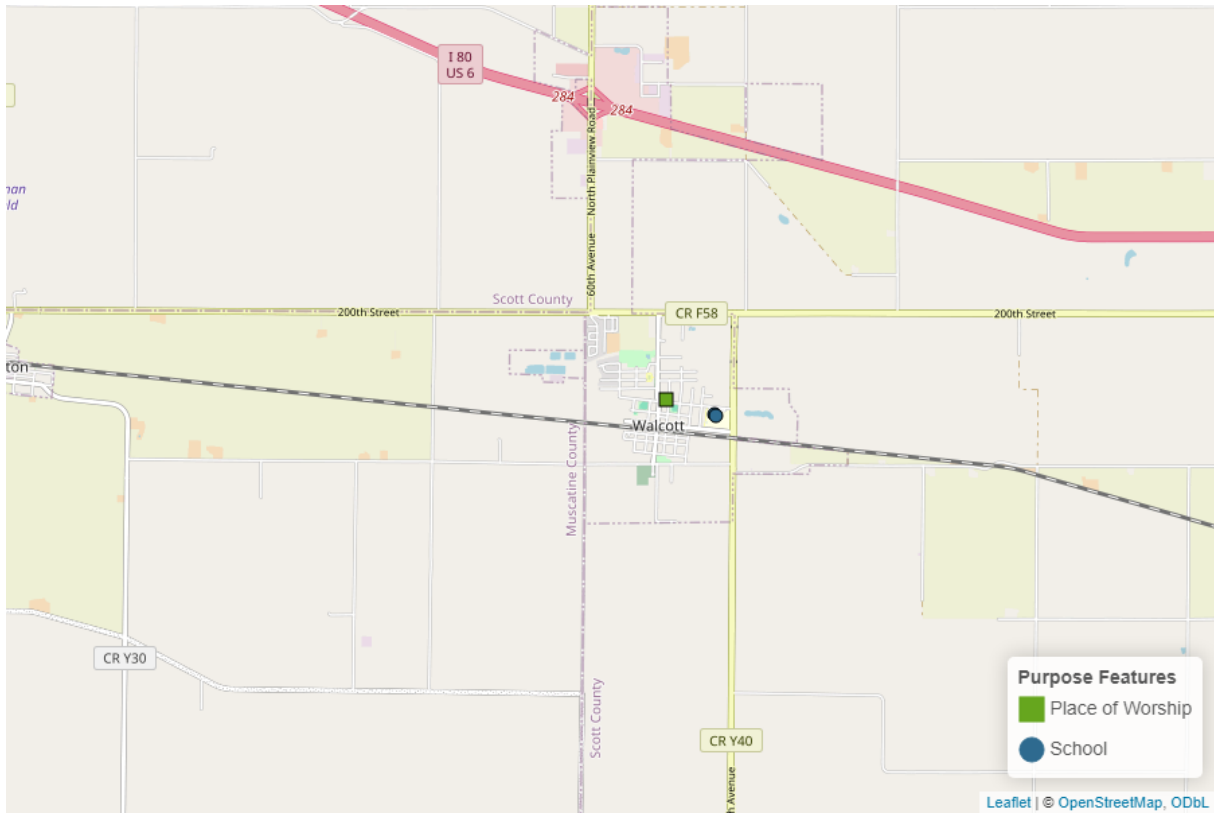 I 80
US 6
284
284
North Plainview Road
60th Avenue
Scott County
200th Street
CR F58
200th Street
ton
Walcott
Muscatine County
Scott County
CR Y30
CR Y40
Purpose Features
Place of Worship
School
Leaflet | © OpenStreetMap, ODbL